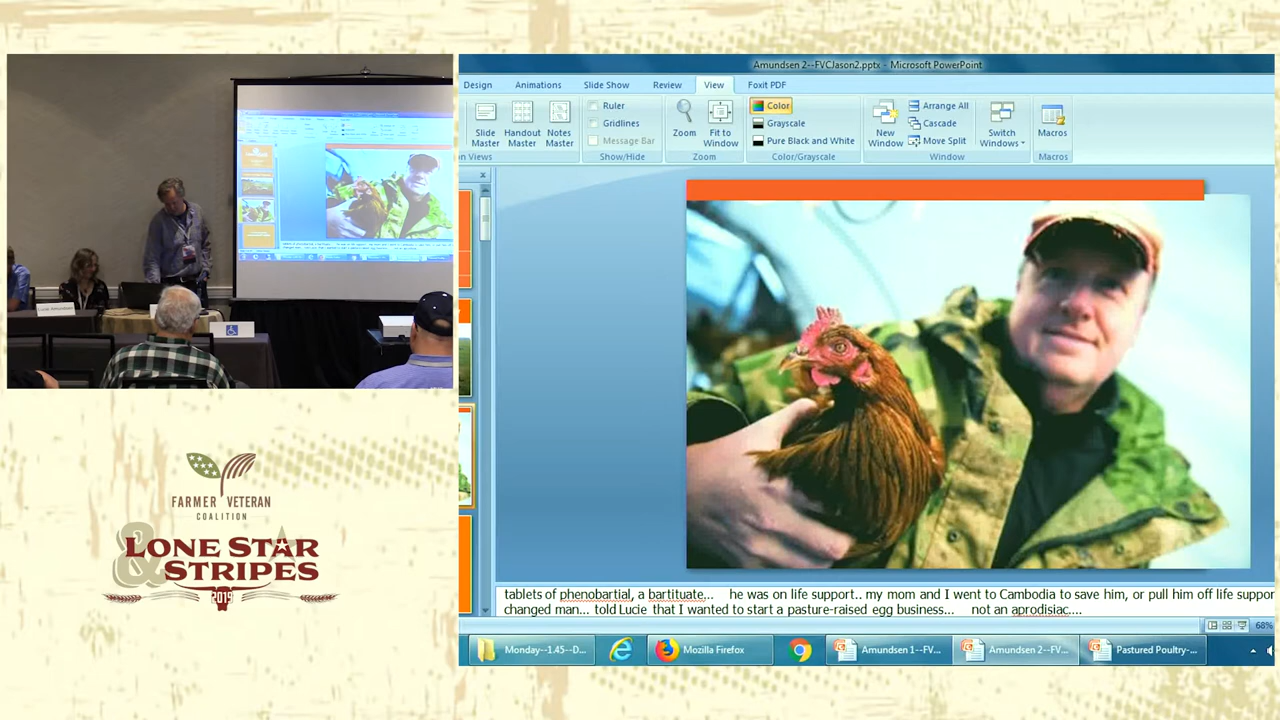 Amundsen 2--FVCJason2.pptx - Microsoft PowerPoint
Design Animations Slide Show Review View Foxit PDF
Slide Master
Handout Master
Notes Master
on Views
Ruler
Gridlines
Message Bar
Show/Hide
Zoom
Fit to Window
Zoom
Color
Grayscale
Pure Black and White
Color/Grayscale
New Window
Arrange All
Cascade
Move Split
Window
Switch Windows
Macros
Macros
FARMER VETERAN
COALITION
&
LONE STAR
STRIPES
2019
tablets of phenobartial, a bartituate... he was on life support.. my mom and I went to Cambodia to save him, or pull him off life suppor
changed man... told Lucie that I wanted to start a pasture-raised egg business... not an aprodisiac....
68%
Monday--1.45--D...
Mozilla Firefox
Amundsen 1--FV...
Amundsen 2--FV...
Pastured Poultry-...